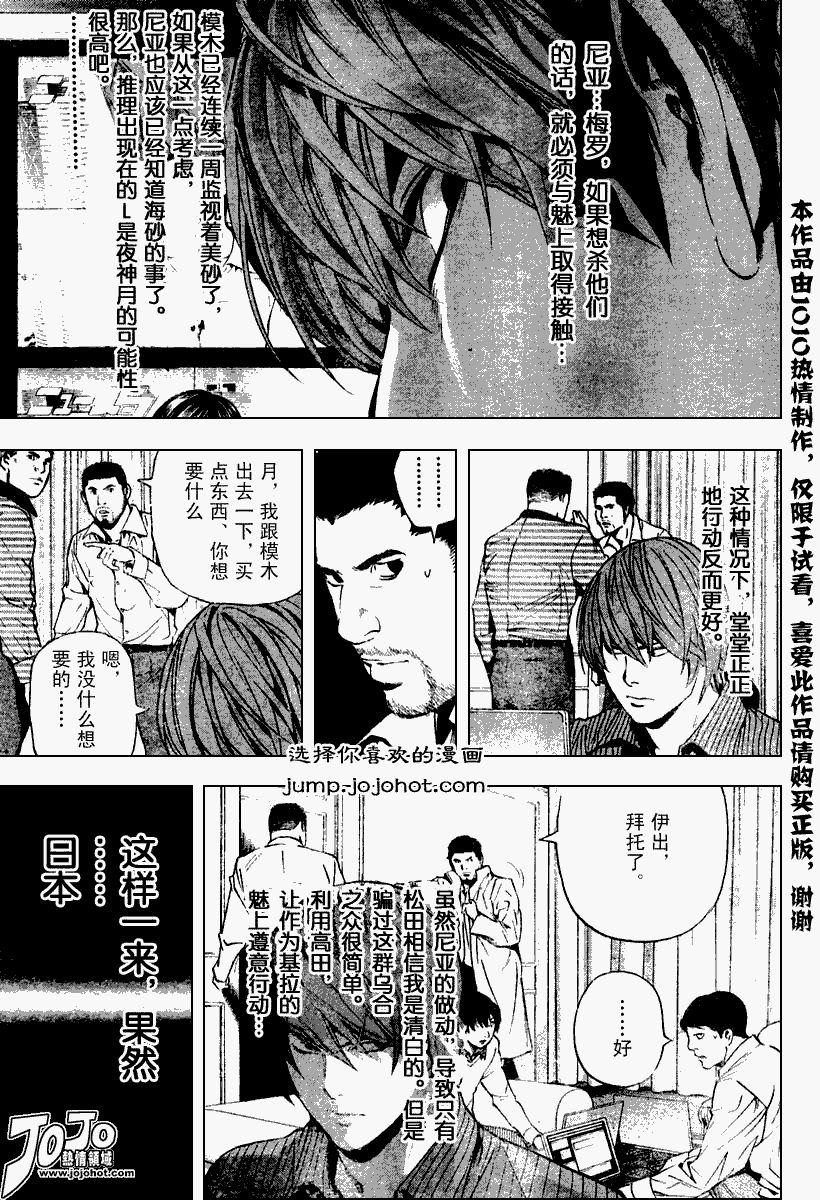 尼亚…梅罗，如果想杀他们
的话，就必须与魅上取得接触…
模木已经连续一周监视着美砂了，
如果从这一点考虑，
尼亚也应该已经知道海砂的事了。
那么，推理出现在的L是夜神月的可能性
很高吧。
……………
这种情况下，堂堂正正
地行动反而更好。
…………
月，我跟模木
出去一下，买
点东西、你想
要什么
嗯，
我没什么想
要的……
选择你喜欢的漫画
jump.jojohot.com
伊出，
拜托了。
……好
虽然尼亚的做动，导致只有
松田相信我是清白的。但是
骗过这群乌合
之众很简单。
利用高田，
让作为基拉的
魅上遵意行动…
这样一来，果然
……日本
JOJO
熱情領域
www.jojohot.com
本作品由JOJO热情制作，仅限于试看，喜爱此作品请购买正版，谢谢